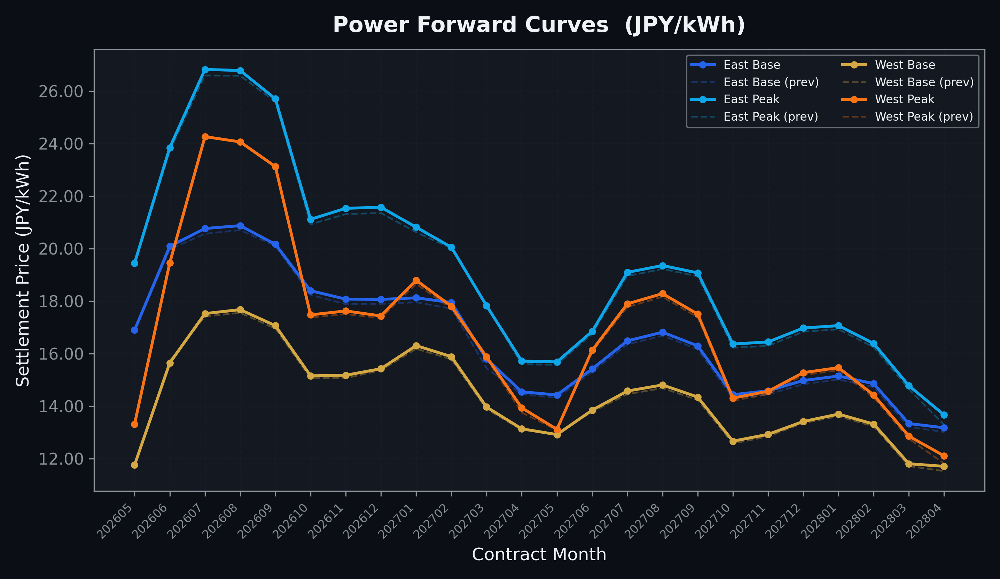 Power Forward Curves  (JPY/kWh)
East Base
East Base (prev)
East Peak
East Peak (prev)
West Base
West Base (prev)
West Peak
West Peak (prev)
Settlement Price (JPY/kWh)
26.00
24.00
22.00
20.00
18.00
16.00
14.00
12.00
202605
202606
202607
202608
202609
202610
202611
202612
202701
202702
202703
202704
202705
202706
202707
202708
202709
202710
202711
202712
202801
202802
202803
202804
Contract Month